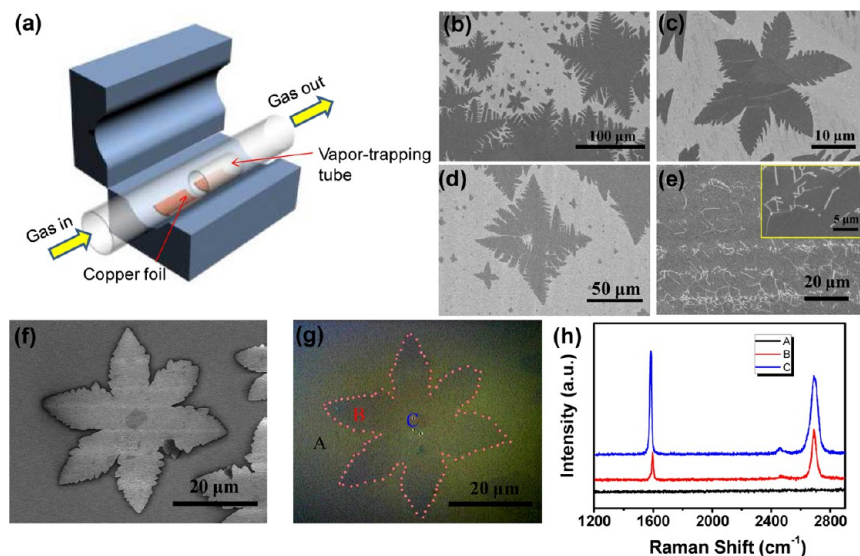 (a)
Gas out
Vapor-trapping
tube
Gas in
Copper foil
(b)
100 µm
(c)
10 µm
(d)
50 µm
(e)
5 µm
20 µm
(f)
20 µm
(g)
A
B
C
20 µm
(h)
A
B
C
Intensity (a.u.)
1200 1600 2000 2400 2800
Raman Shift (cm⁻¹)